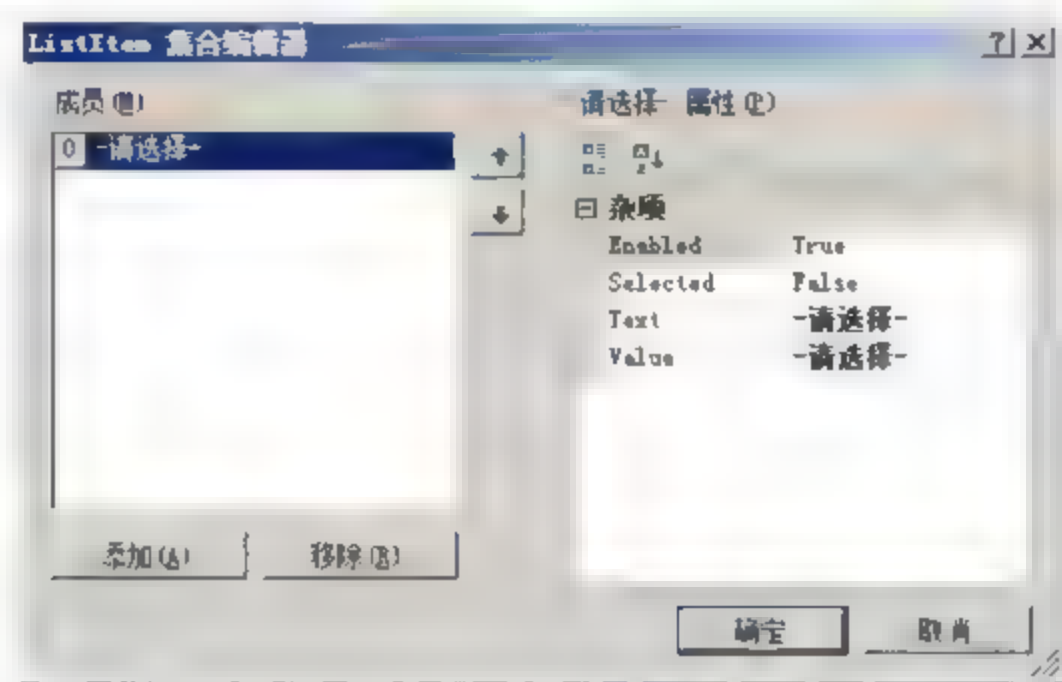 ListItem 集合编辑器
成员(M)
0 -请选择-
添加(A)
移除(R)
请选择 属性(P)
杂项
Enabled True
Selected False
Text -请选择-
Value -请选择-
确定
取消